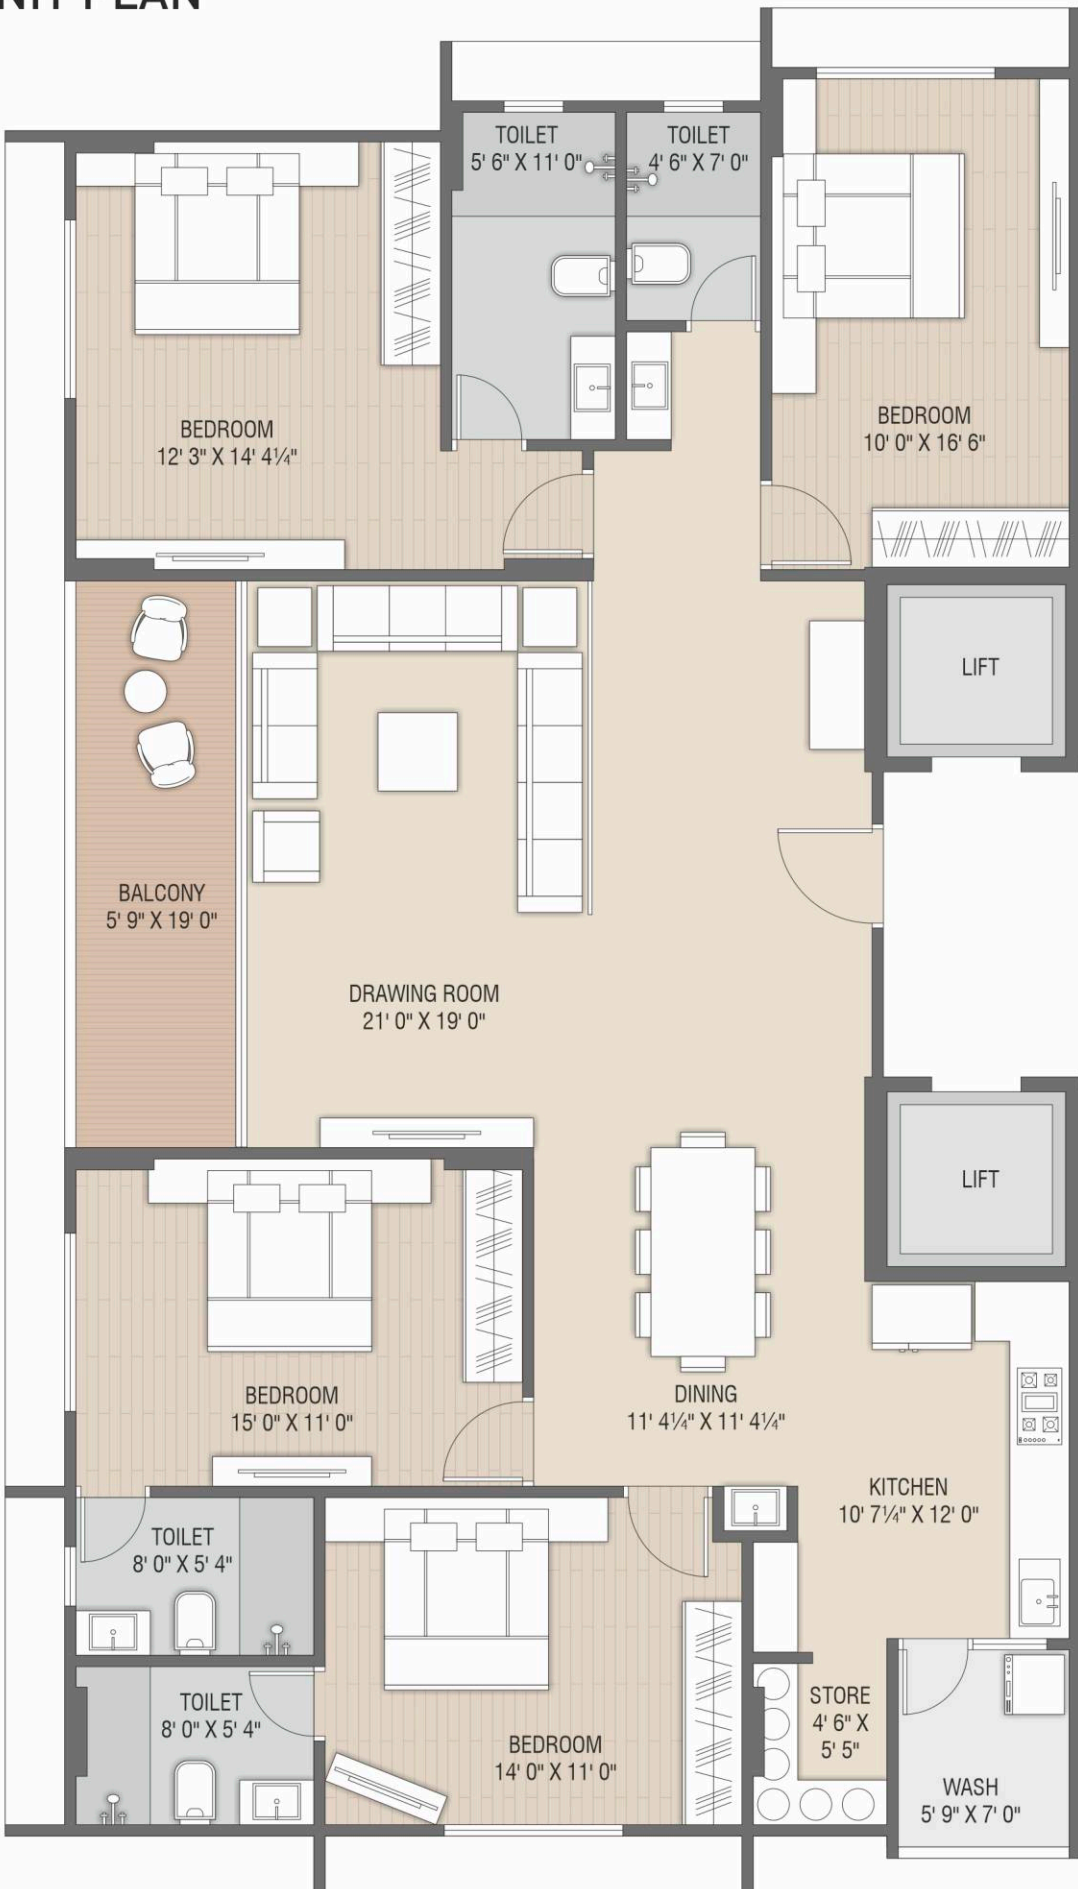 TOILET
5' 6" X 11' 0"
TOILET
4' 6" X 7' 0"
BEDROOM
12' 3" X 14' 4¼"
BEDROOM
10' 0" X 16' 6"
LIFT
BALCONY
5' 9" X 19' 0"
DRAWING ROOM
21' 0" X 19' 0"
LIFT
BEDROOM
15' 0" X 11' 0"
DINING
11' 4¼" X 11' 4¼"
KITCHEN
10' 7¼" X 12' 0"
TOILET
8' 0" X 5' 4"
TOILET
8' 0" X 5' 4"
BEDROOM
14' 0" X 11' 0"
STORE
4' 6" X
5' 5"
WASH
5' 9" X 7' 0"